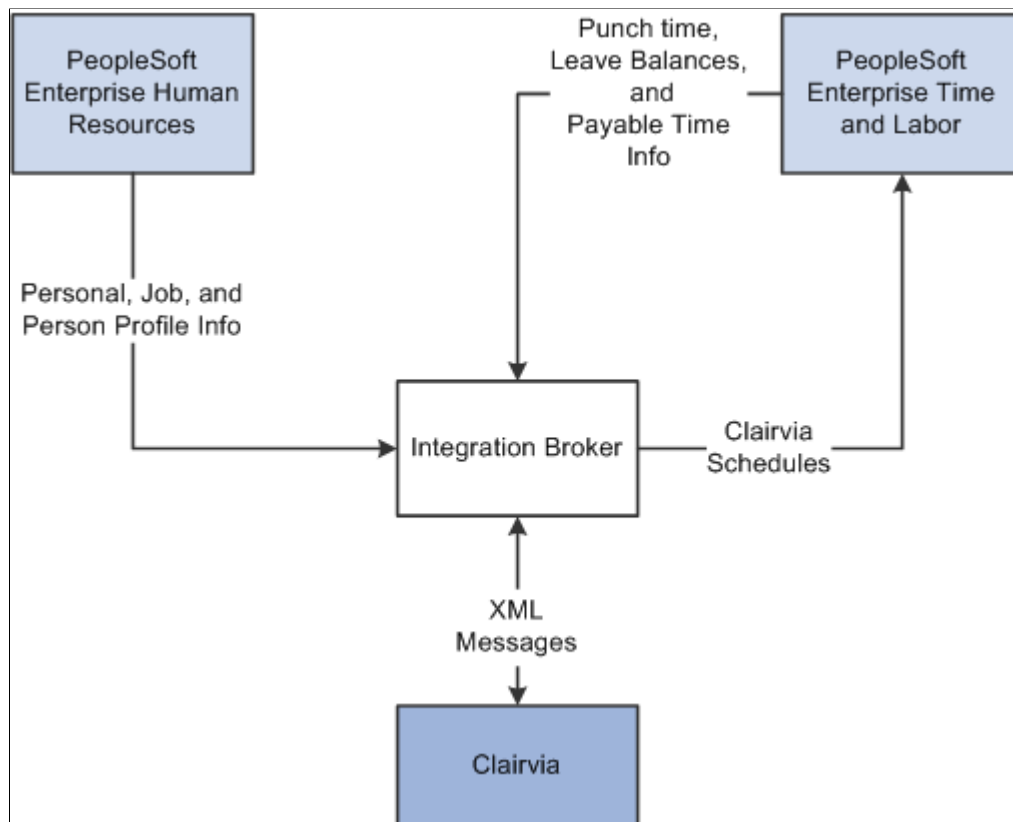 PeopleSoft
Enterprise Human
Resources
Punch time,
Leave Balances,
and
Payable Time
Info
PeopleSoft
Enterprise Time
and Labor
Personal, Job, and
Person Profile Info
Integration Broker
Clairvia
Schedules
XML
Messages
Clairvia